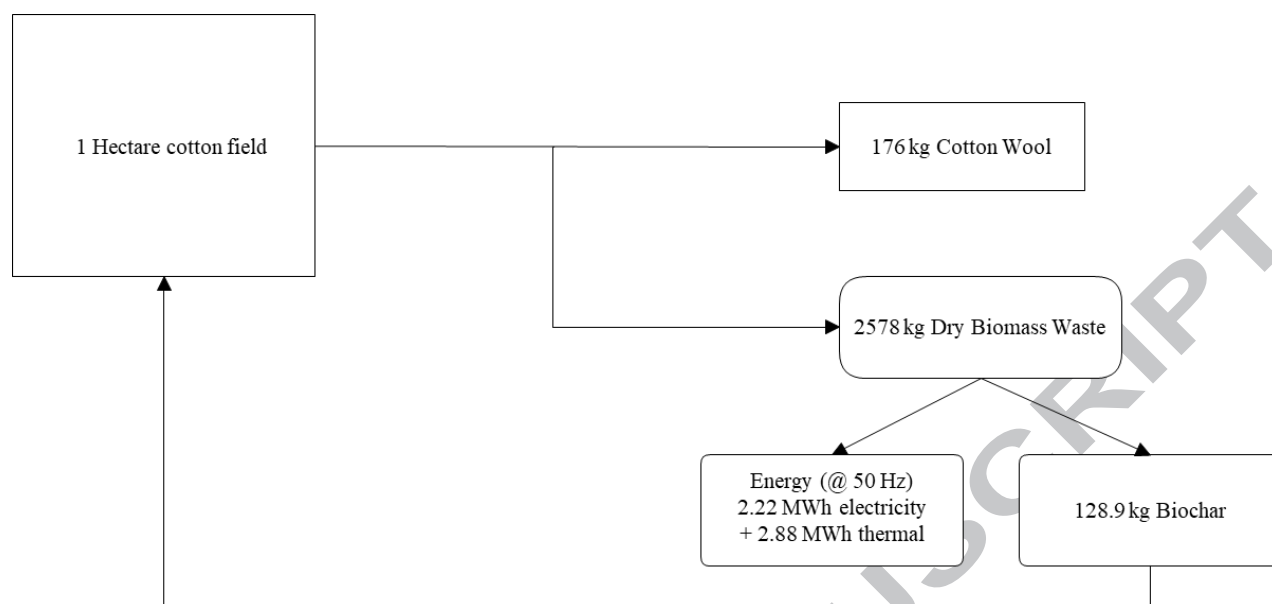 1 Hectare cotton field
176 kg Cotton Wool
2578 kg Dry Biomass Waste
Energy (@ 50 Hz)
2.22 MWh electricity
+ 2.88 MWh thermal
128.9 kg Biochar
USCRIPT